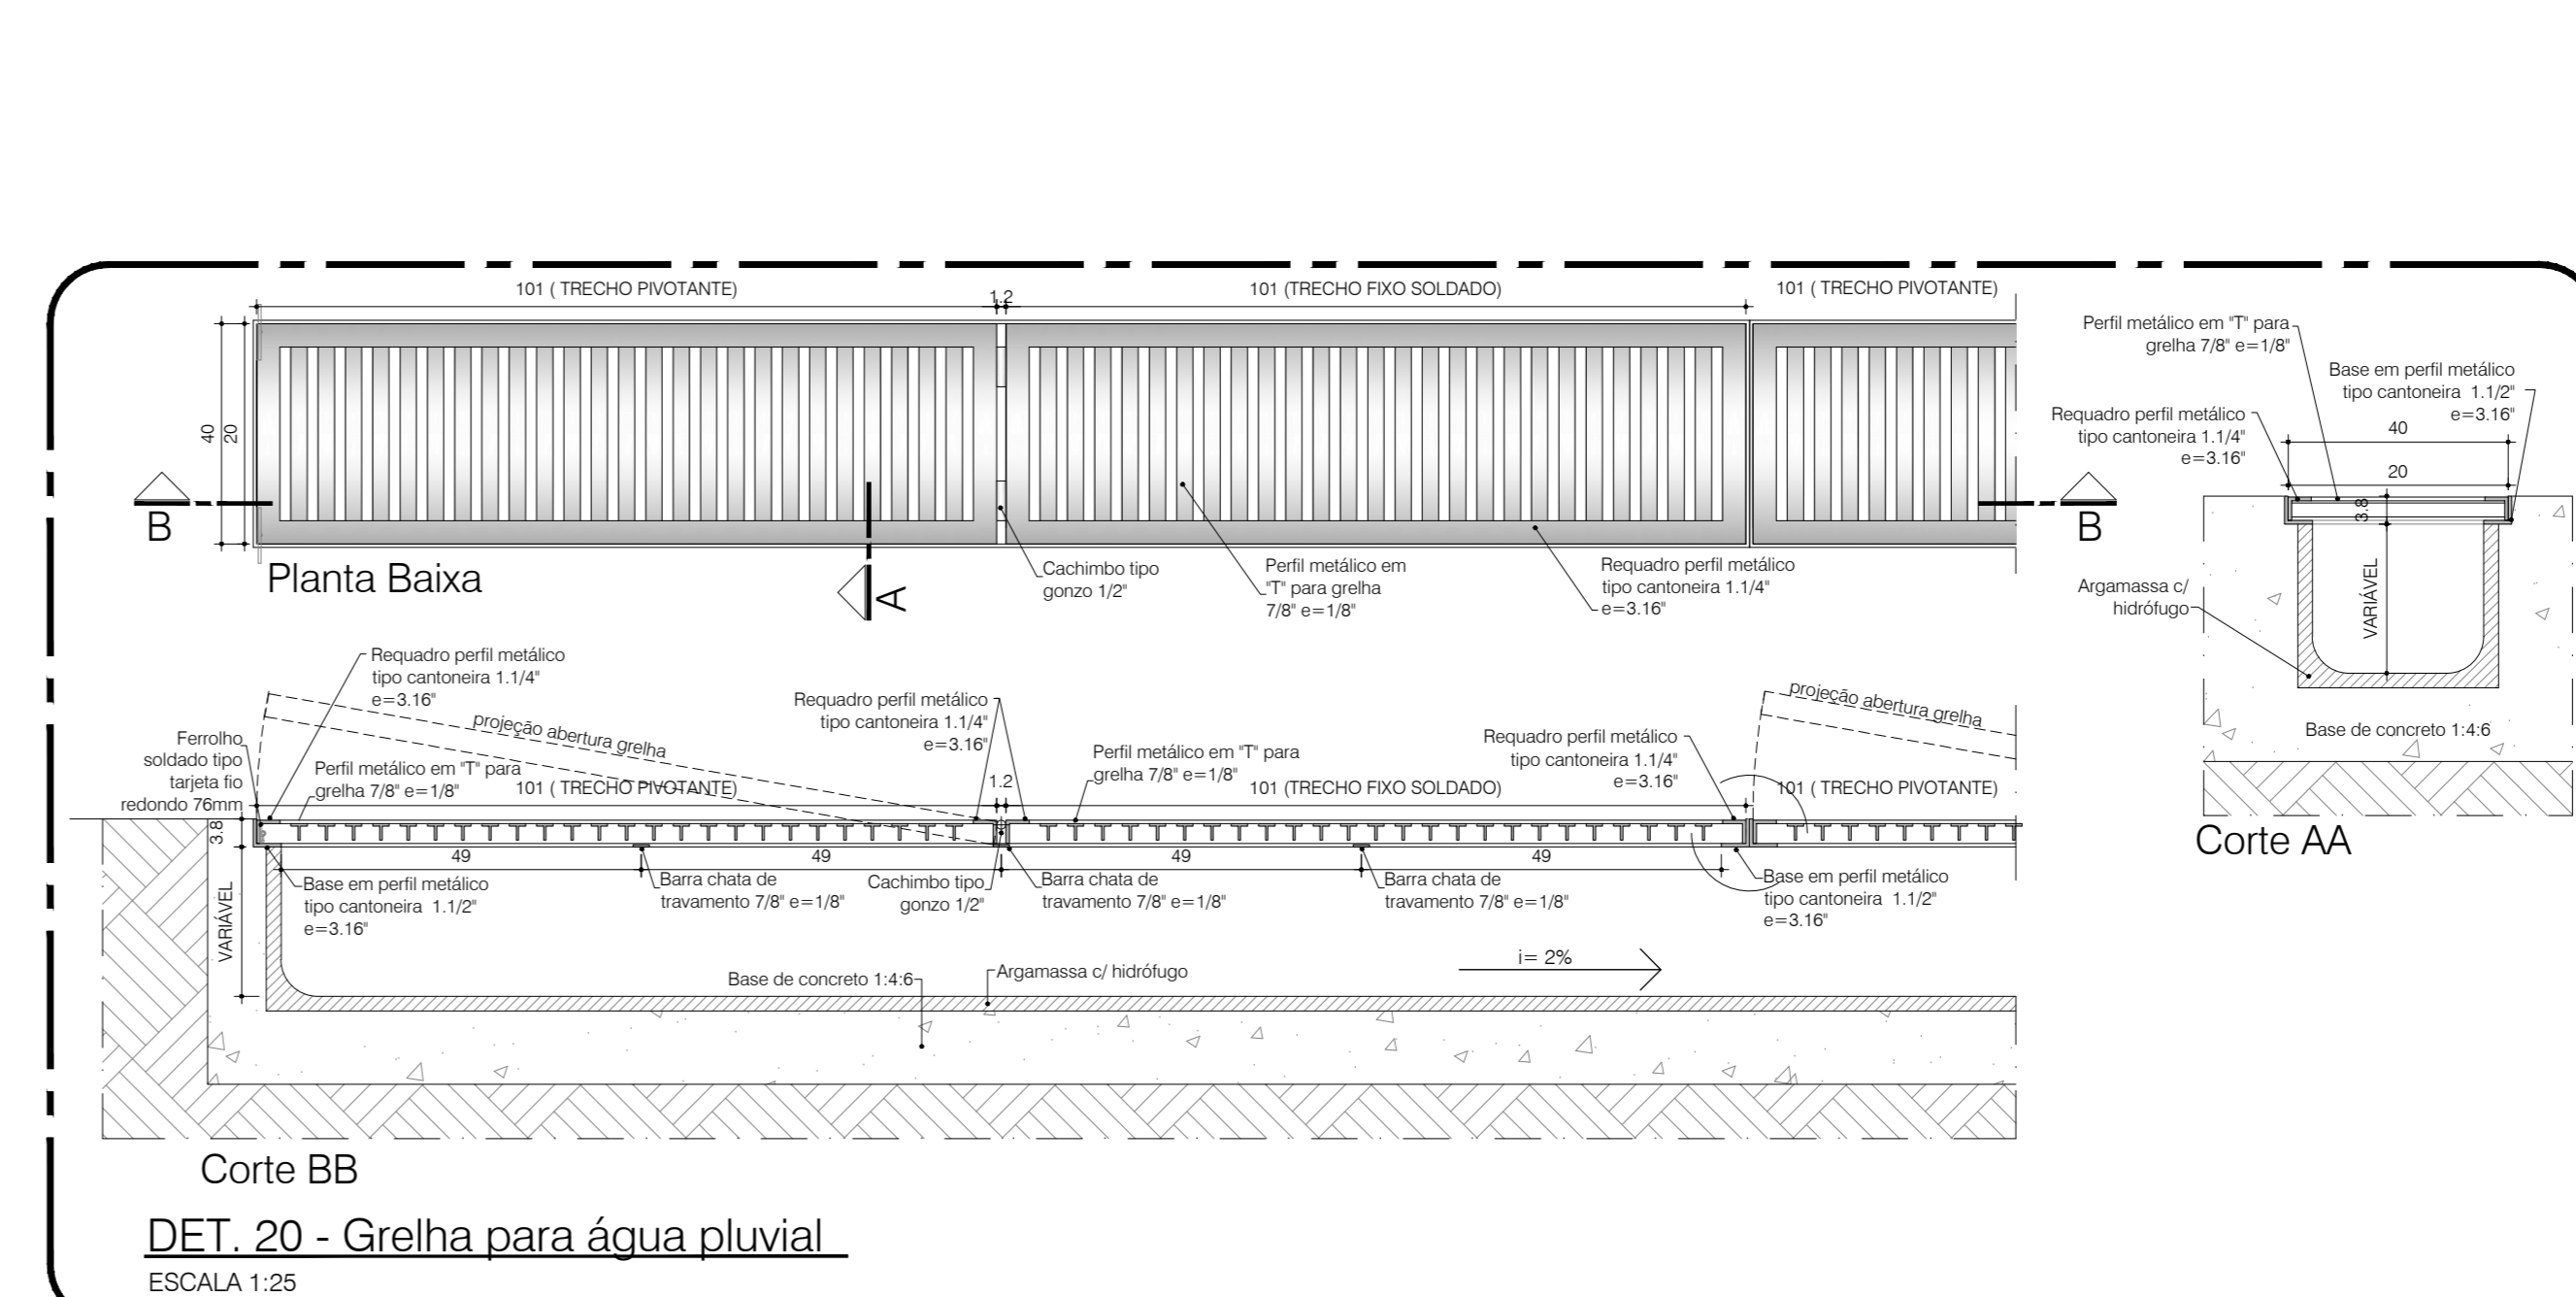 101 ( TRECHO PIVOTANTE)
1.2
101 (TRECHO FIXO SOLDADO)
101 ( TRECHO PIVOTANTE)
40
20
B
B
A
Planta Baixa
Cachimbo tipo
gonzo 1/2"
Perfil metálico em
"T" para grelha
7/8" e=1/8"
Requadro perfil metálico
tipo cantoneira 1.1/4"
e=3.16"
Perfil metálico em "T" para
grelha 7/8" e=1/8"
Base em perfil metálico
tipo cantoneira 1.1/2"
e=3.16"
Requadro perfil metálico
tipo cantoneira 1.1/4"
e=3.16"
40
20
3.8
VARIÁVEL
Argamassa c/
hidrófugo
Base de concreto 1:4:6
Corte AA
Requadro perfil metálico
tipo cantoneira 1.1/4"
e=3.16"
projeção abertura grelha
Ferrolho
soldado tipo
tarjeta fio
redondo 76mm
Perfil metálico em "T" para
grelha 7/8" e=1/8"
101 ( TRECHO PIVOTANTE)
Requadro perfil metálico
tipo cantoneira 1.1/4"
e=3.16"
1.2
Perfil metálico em "T" para
grelha 7/8" e=1/8"
101 (TRECHO FIXO SOLDADO)
Requadro perfil metálico
tipo cantoneira 1.1/4"
e=3.16"
projeção abertura grelha
101 ( TRECHO PIVOTANTE)
3.8
49
49
49
49
VARIÁVEL
Base em perfil metálico
tipo cantoneira 1.1/2"
e=3.16"
Barra chata de
travamento 7/8" e=1/8"
Cachimbo tipo
gonzo 1/2"
Barra chata de
travamento 7/8" e=1/8"
Barra chata de
travamento 7/8" e=1/8"
Base em perfil metálico
tipo cantoneira 1.1/2"
e=3.16"
i= 2%
Base de concreto 1:4:6
Argamassa c/ hidrófugo
Corte BB
DET. 20 - Grelha para água pluvial
ESCALA 1:25